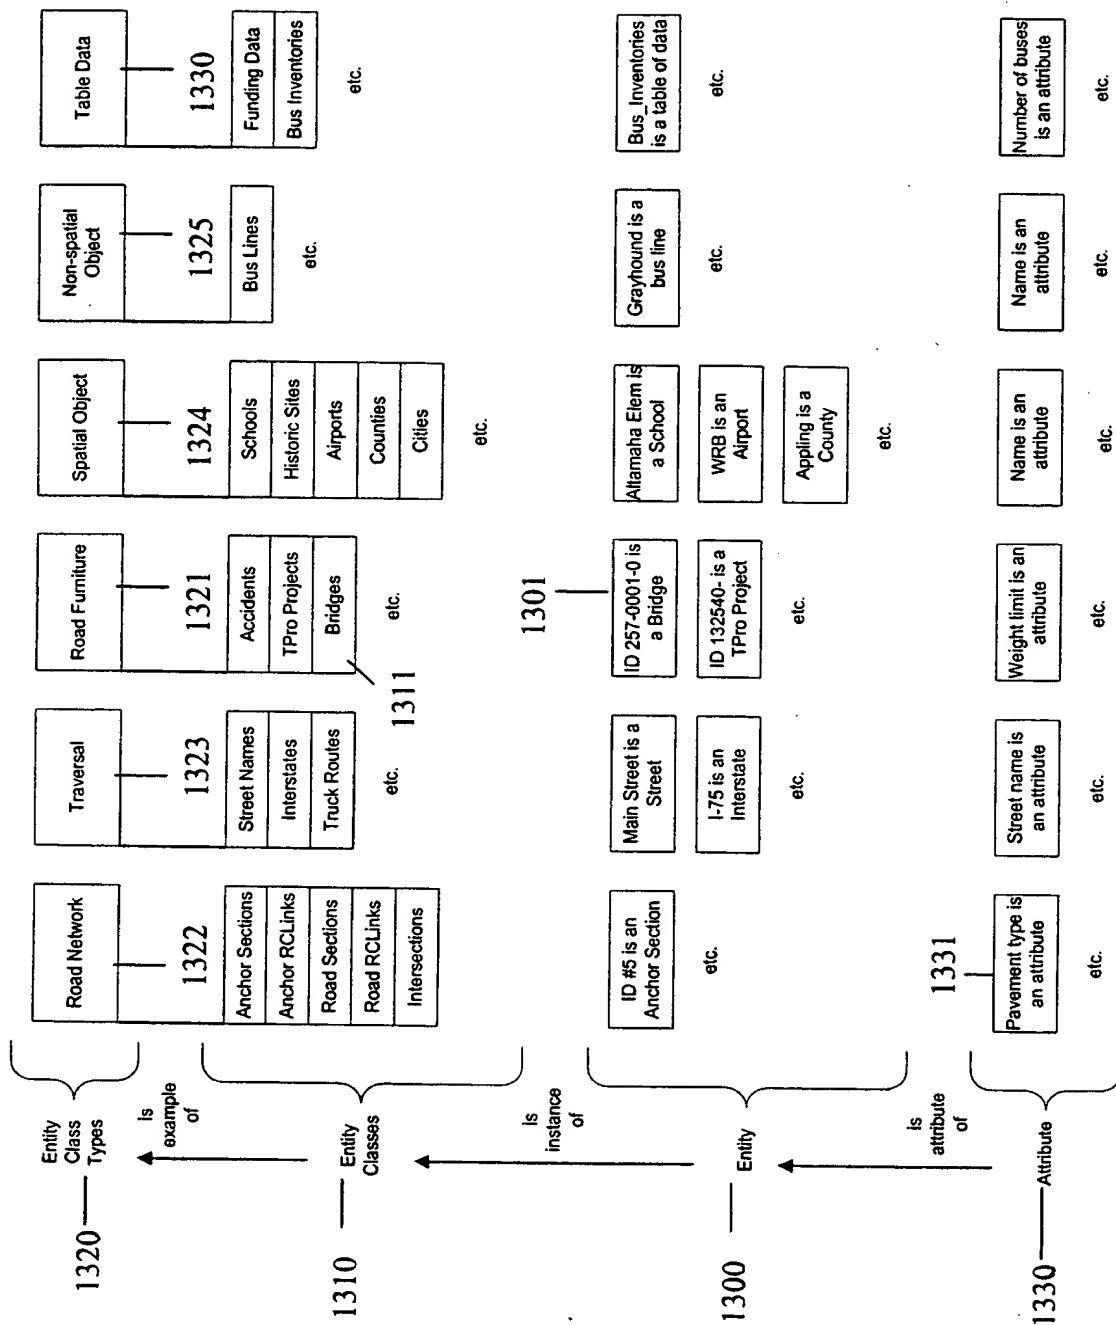 1320
Entity
Class
Types
is
example
of
1310
Entity
Classes
is
instance
of
1300
Entity
is
attribute
of
1330
Attribute
Road Network
1322
Anchor Sections
Anchor RCLinks
Road Sections
Road RCLinks
Intersections
ID #5 is an
Anchor Section
etc.
1331
Pavement type is
an attribute
etc.
Traversal
1323
Street Names
Interstates
Truck Routes
etc.
Main Street is a
Street
I-75 is an
Interstate
etc.
Street name is
an attribute
etc.
Road Furniture
1321
Accidents
TPro Projects
Bridges
1311
etc.
1301
ID 257-0001-0 is
a Bridge
ID 132540- is a
TPro Project
etc.
Weight limit is an
attribute
etc.
Spatial Object
1324
Schools
Historic Sites
Airports
Counties
Cities
etc.
Altamaha Elem is
a School
WRB is an
Airport
Appling is a
County
etc.
Name is an
attribute
etc.
Non-spatial
Object
1325
Bus Lines
etc.
Grayhound is a
bus line
etc.
Name is an
attribute
etc.
Table Data
1330
Funding Data
Bus Inventories
etc.
Bus_Inventories
is a table of data
etc.
Number of buses
is an attribute
etc.